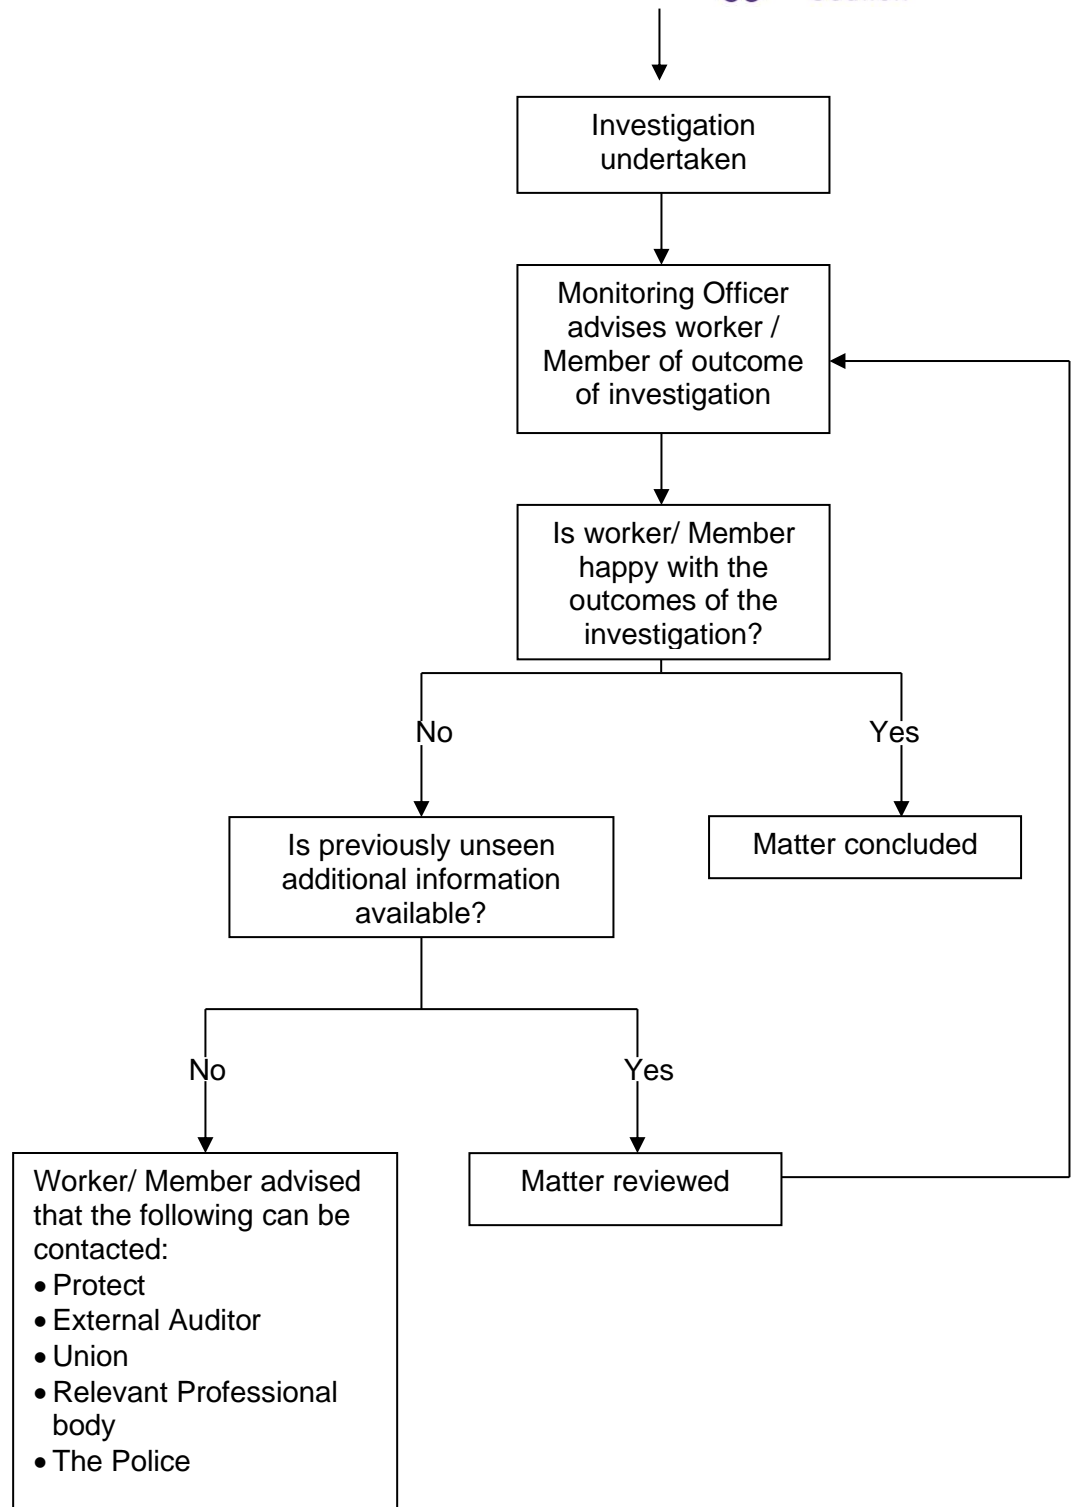 Investigation
undertaken
Monitoring Officer
advises worker /
Member of outcome
of investigation
Is worker/ Member
happy with the
outcomes of the
investigation?
No
Yes
Is previously unseen
additional information
available?
Matter concluded
No
Yes
Worker/ Member advised
that the following can be
contacted:
• Protect
• External Auditor
• Union
• Relevant Professional
body
• The Police
Matter reviewed